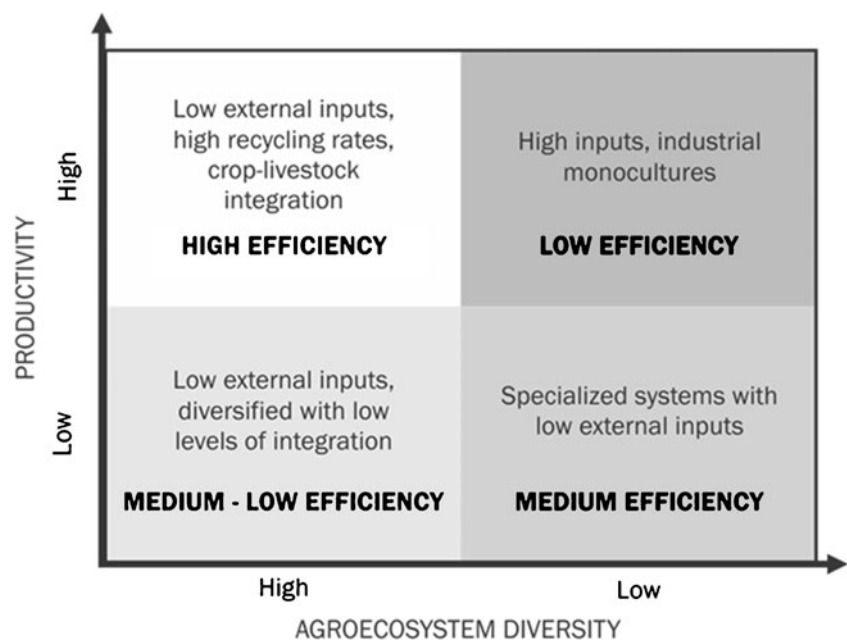 PRODUCTIVITY
High
Low
Low external inputs,
high recycling rates,
crop-livestock
integration
HIGH EFFICIENCY
High inputs, industrial
monocultures
LOW EFFICIENCY
Low external inputs,
diversified with low
levels of integration
MEDIUM - LOW EFFICIENCY
Specialized systems with
low external inputs
MEDIUM EFFICIENCY
High
Low
AGROECOSYSTEM DIVERSITY